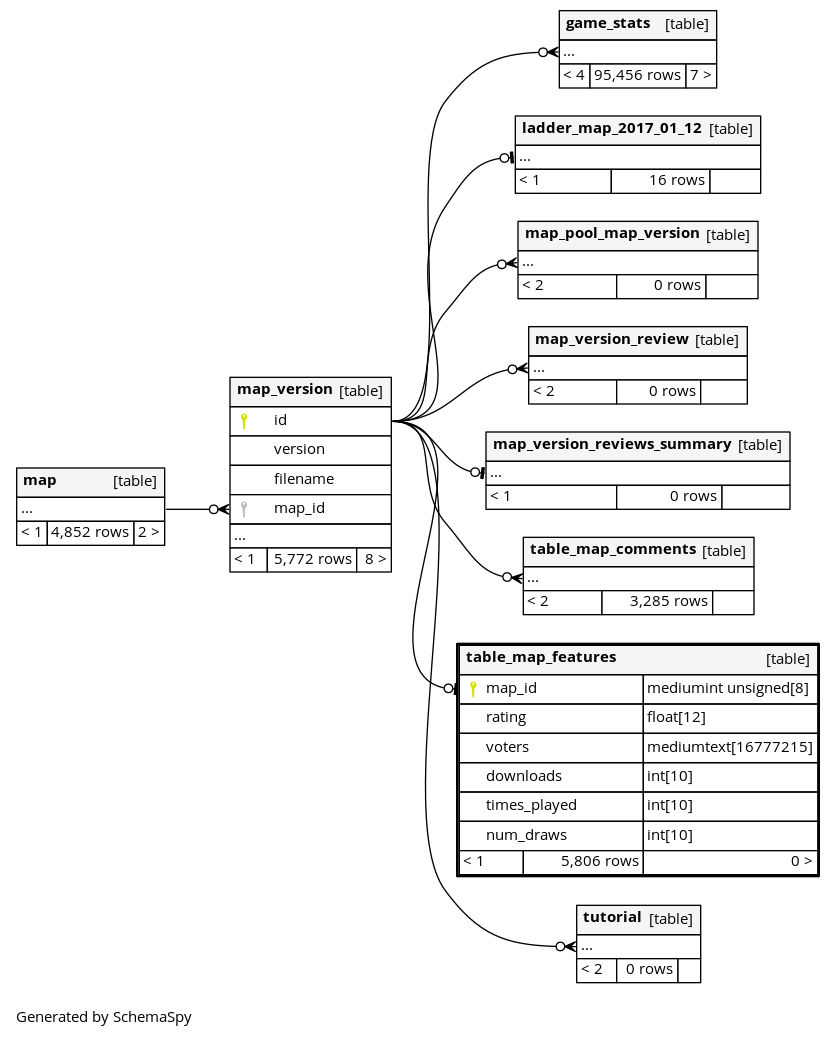 game_stats [table]
...
< 4 95,456 rows 7 >
ladder_map_2017_01_12 [table]
...
< 1 16 rows
map_pool_map_version [table]
...
< 2 0 rows
map_version_review [table]
...
< 2 0 rows
map_version [table]
id
version
filename
map_id
...
< 1 5,772 rows 8 >
map_version_reviews_summary [table]
...
< 1 0 rows
map [table]
...
< 1 4,852 rows 2 >
table_map_comments [table]
...
< 2 3,285 rows
table_map_features [table]
map_id mediumint unsigned[8]
rating float[12]
voters mediumtext[16777215]
downloads int[10]
times_played int[10]
num_draws int[10]
< 1 5,806 rows 0 >
tutorial [table]
...
< 2 0 rows
Generated by SchemaSpy